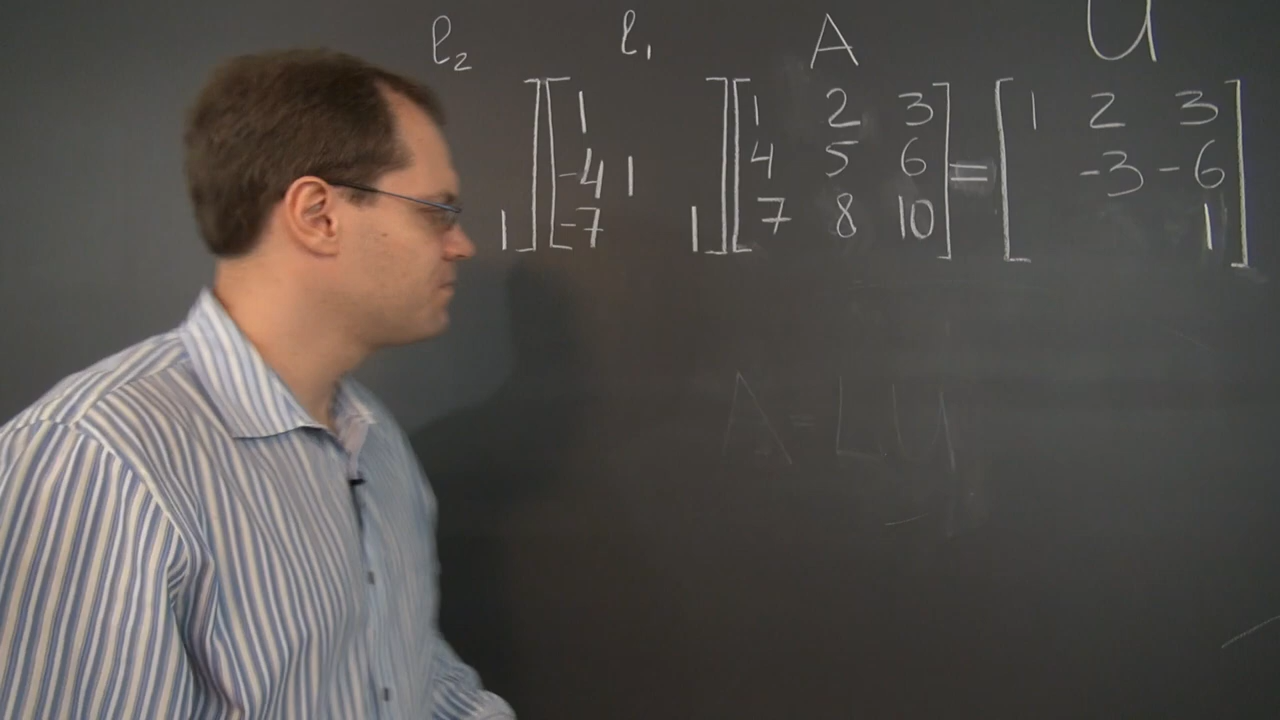 ℓ₂ ℓ₁ A U
] [ 1 ] [ 1 2 3 ] = [ 1 2 3 ]
] [ -4 1 ] [ 4 5 6 ] = [ -3 -6 ]
1 ] [ -7 1 ] [ 7 8 10 ] = [ 1 ]
A = L U